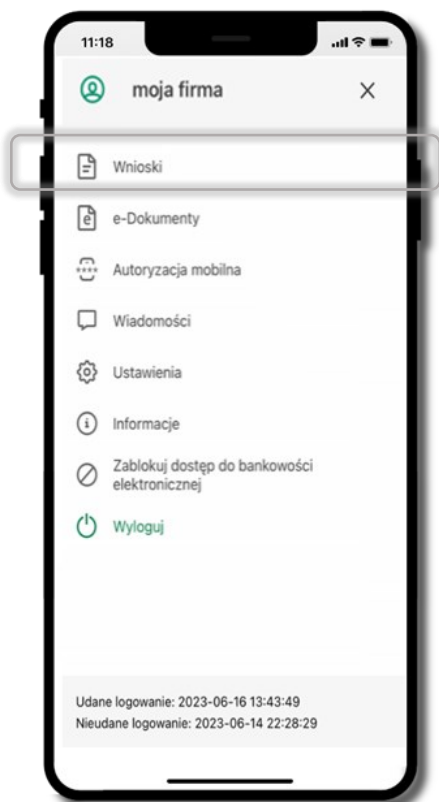 11:18
moja firma
Wnioski
e-Dokumenty
Autoryzacja mobilna
Wiadomości
Ustawienia
Informacje
Zablokuj dostęp do bankowości
elektronicznej
Wyloguj
Udane logowanie: 2023-06-16 13:43:49
Nieudane logowanie: 2023-06-14 22:28:29